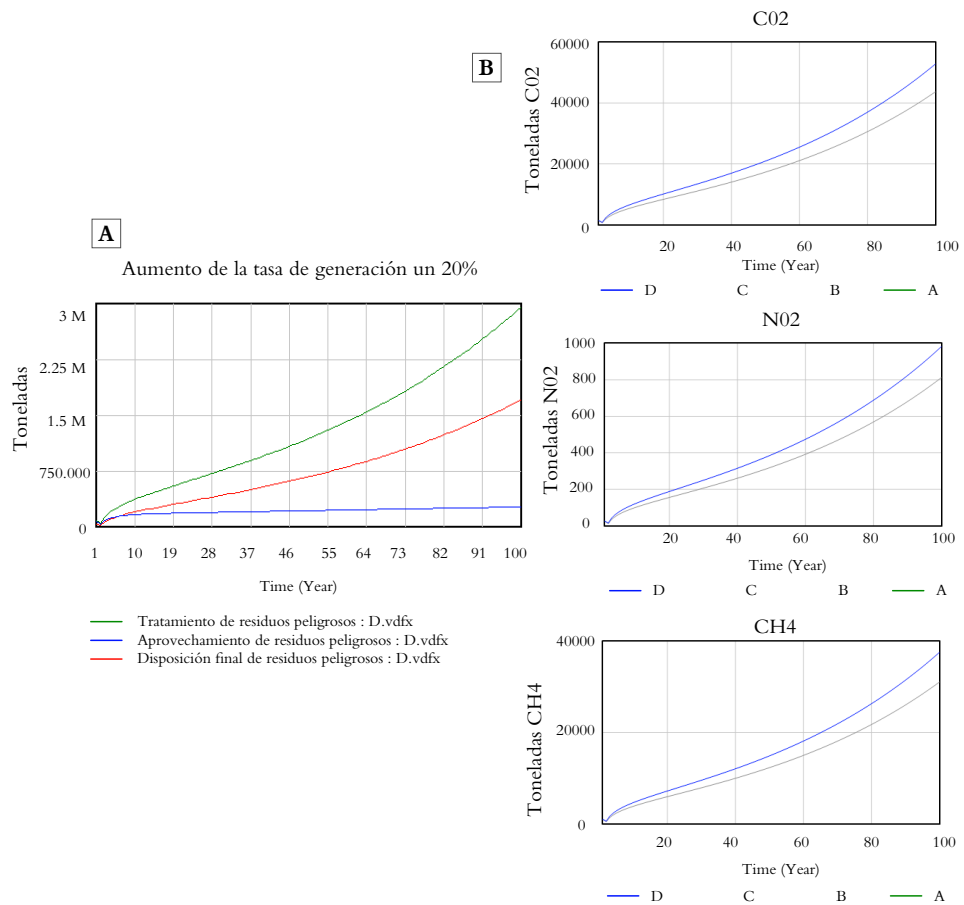 A
Aumento de la tasa de generación un 20%
Toneladas
3 M
2.25 M
1.5 M
750.000
0
1 10 19 28 37 46 55 64 73 82 91 100
Time (Year)
Tratamiento de residuos peligrosos : D.vdfx
Aprovechamiento de residuos peligrosos : D.vdfx
Disposición final de residuos peligrosos : D.vdfx
B
C02
Toneladas C02
60000
40000
20000
0
20 40 60 80 100
Time (Year)
D C B A
N02
Toneladas N02
1000
800
600
400
200
0
20 40 60 80 100
Time (Year)
D C B A
CH4
Toneladas CH4
40000
20000
0
20 40 60 80 100
Time (Year)
D C B A